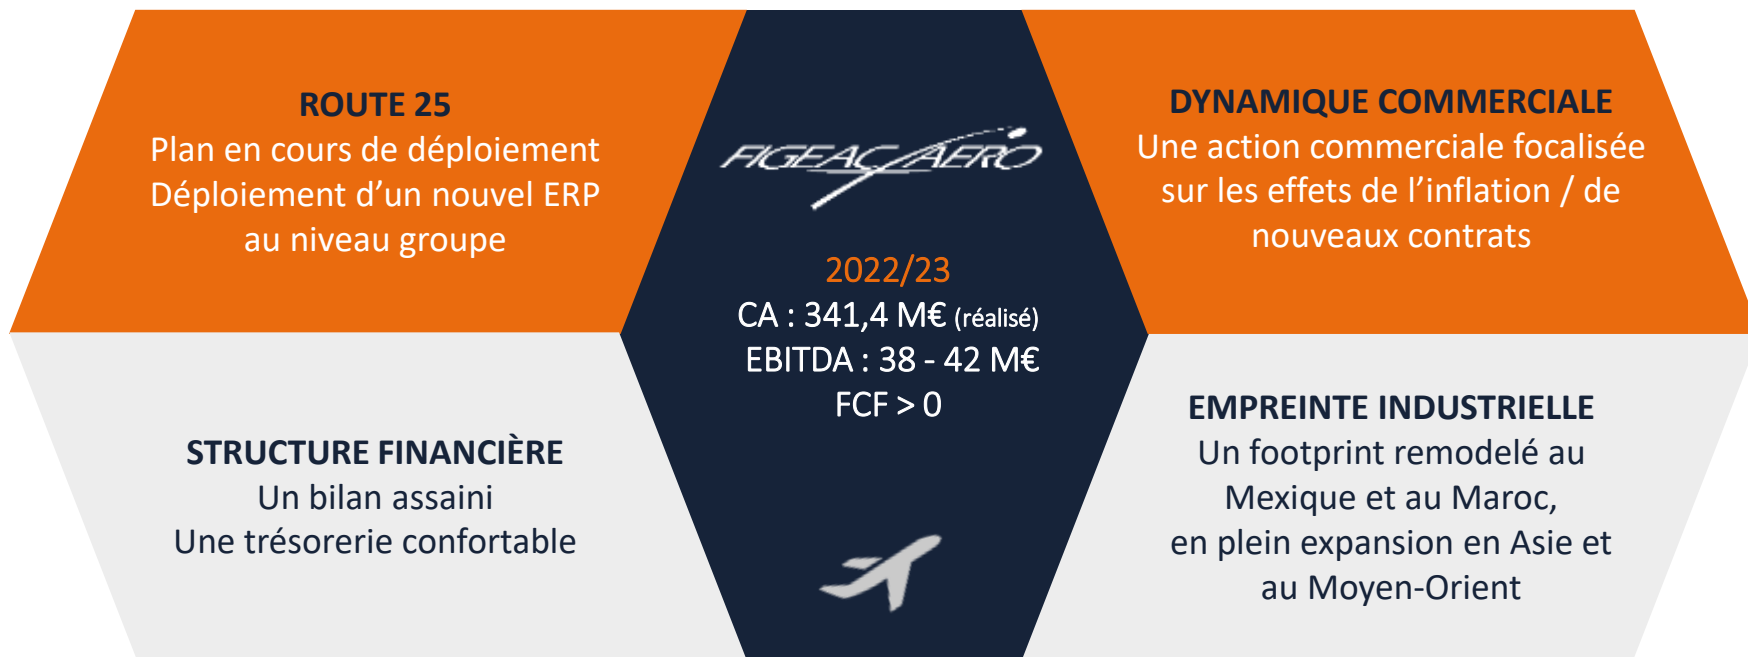 ROUTE 25
Plan en cours de déploiement
Déploiement d’un nouvel ERP
au niveau groupe
STRUCTURE FINANCIÈRE
Un bilan assaini
Une trésorerie confortable
FIGEAC AERO
2022/23
CA : 341,4 M€ (réalisé)
EBITDA : 38 - 42 M€
FCF > 0
DYNAMIQUE COMMERCIALE
Une action commerciale focalisée
sur les effets de l’inflation / de
nouveaux contrats
EMPREINTE INDUSTRIELLE
Un footprint remodelé au
Mexique et au Maroc,
en plein expansion en Asie et
au Moyen-Orient